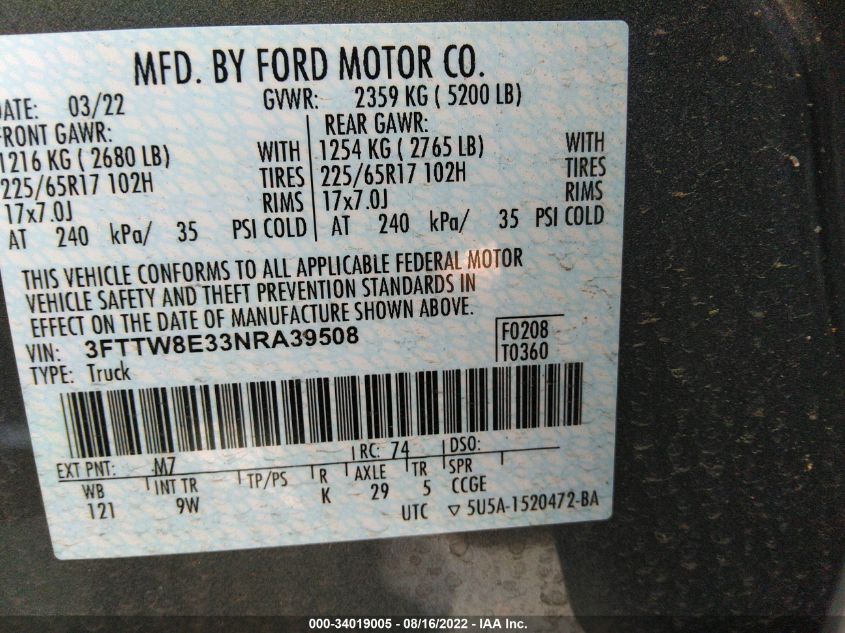 MFD. BY FORD MOTOR CO.
DATE: 03/22 GVWR: 2359 KG ( 5200 LB)
FRONT GAWR: REAR GAWR:
1216 KG ( 2680 LB) WITH 1254 KG ( 2765 LB) WITH
225/65R17 102H TIRES 225/65R17 102H TIRES
17x7.0J RIMS 17x7.0J RIMS
AT 240 kPa/ 35 PSI COLD AT 240 kPa/ 35 PSI COLD
THIS VEHICLE CONFORMS TO ALL APPLICABLE FEDERAL MOTOR
VEHICLE SAFETY AND THEFT PREVENTION STANDARDS IN
EFFECT ON THE DATE OF MANUFACTURE SHOWN ABOVE.
VIN: 3FTTW8E33NRA39508 F0208
TYPE: Truck T0360
EXT PNT: M7 RC: 74 DSO:
WB INT TR TP/PS R AXLE TR SPR
121 9W K 29 5 CCGE
UTC ▽ 5U5A-1520472-BA
000-34019005 - 08/16/2022 - IAA Inc.